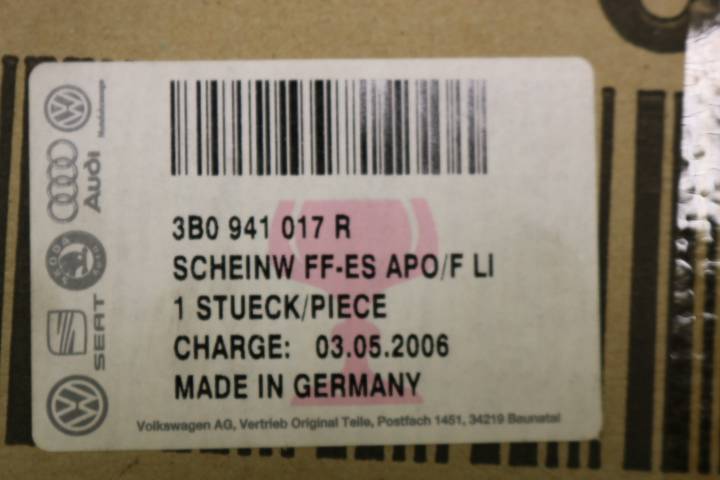 3B0 941 017 R
SCHEINW FF-ES APO/F LI
1 STUECK/PIECE
CHARGE: 03.05.2006
MADE IN GERMANY
Volkswagen AG, Vertrieb Original Teile, Postfach 1451, 34219 Baunatal
Audi
SKODA
SEAT